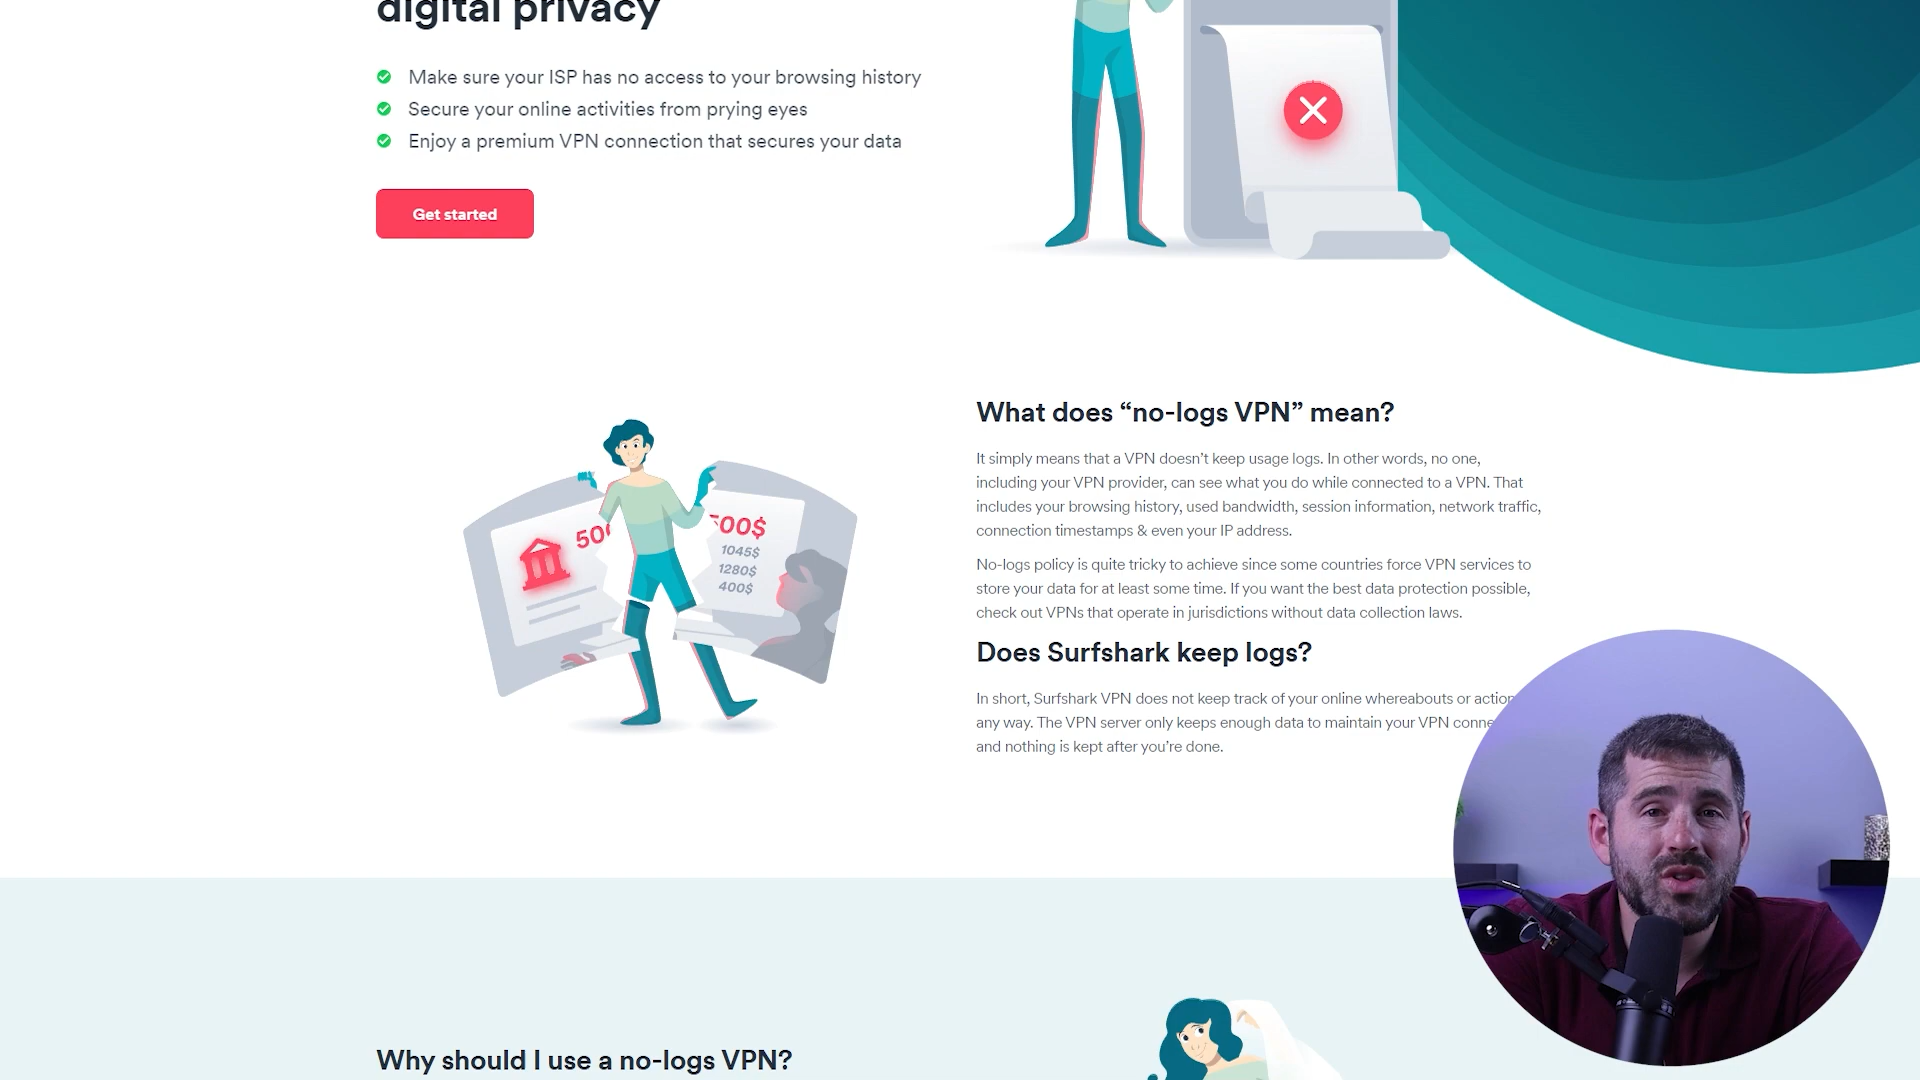 digital privacy
Make sure your ISP has no access to your browsing history
Secure your online activities from prying eyes
Enjoy a premium VPN connection that secures your data
Get started
What does “no-logs VPN” mean?
It simply means that a VPN doesn’t keep usage logs. In other words, no one,
including your VPN provider, can see what you do while connected to a VPN. That
includes your browsing history, used bandwidth, session information, network traffic,
connection timestamps & even your IP address.
No-logs policy is quite tricky to achieve since some countries force VPN services to
store your data for at least some time. If you want the best data protection possible,
check out VPNs that operate in jurisdictions without data collection laws.
500$
1045$
1280$
400$
Does Surfshark keep logs?
In short, Surfshark VPN does not keep track of your online whereabouts or
any way. The VPN server only keeps enough data to maintain your VPN
and nothing is kept after you’re done.
Why should I use a no-logs VPN?